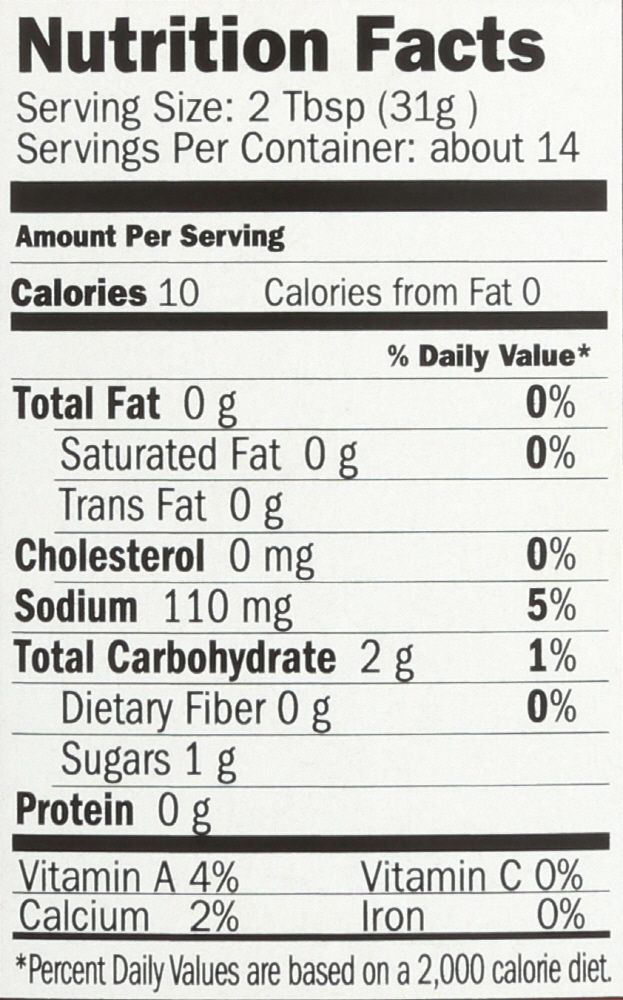 Nutrition Facts
Serving Size: 2 Tbsp (31g )
Servings Per Container: about 14
Amount Per Serving
Calories 10 Calories from Fat 0
% Daily Value*
Total Fat 0 g 0%
Saturated Fat 0 g 0%
Trans Fat 0 g
Cholesterol 0 mg 0%
Sodium 110 mg 5%
Total Carbohydrate 2 g 1%
Dietary Fiber 0 g 0%
Sugars 1 g
Protein 0 g
Vitamin A 4% Vitamin C 0%
Calcium 2% Iron 0%
*Percent Daily Values are based on a 2,000 calorie diet.